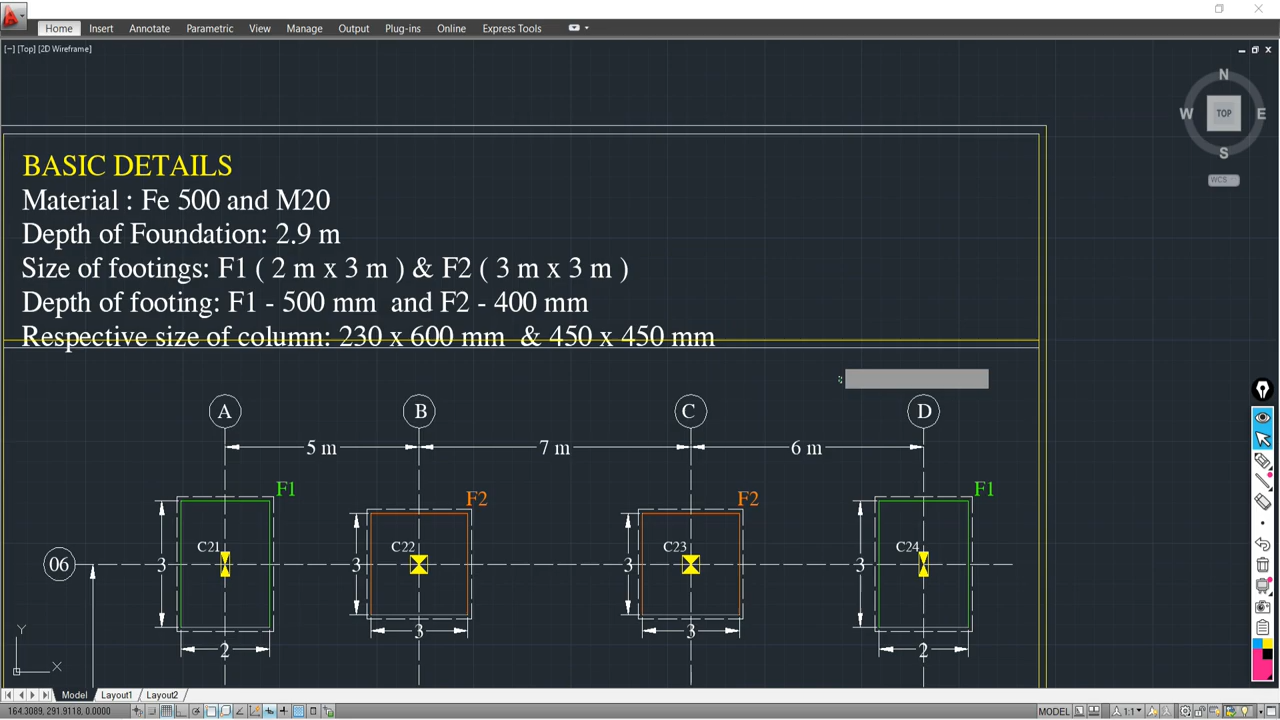 Home Insert Annotate Parametric View Manage Output Plug-ins Online Express Tools
[−] [Top] [2D Wireframe]
N
W TOP E
S
WCS
BASIC DETAILS
Material : Fe 500 and M20
Depth of Foundation: 2.9 m
Size of footings: F1 ( 2 m x 3 m ) & F2 ( 3 m x 3 m )
Depth of footing: F1 - 500 mm and F2 - 400 mm
Respective size of column: 230 x 600 mm & 450 x 450 mm
A B C D
5 m 7 m 6 m
F1 F2 F2 F1
C21 C22 C23 C24
06 3 3 3 3
3 3
2 2
Y
X
Model Layout1 Layout2
164.3089, 291.9118, 0.0000 MODEL 1:1